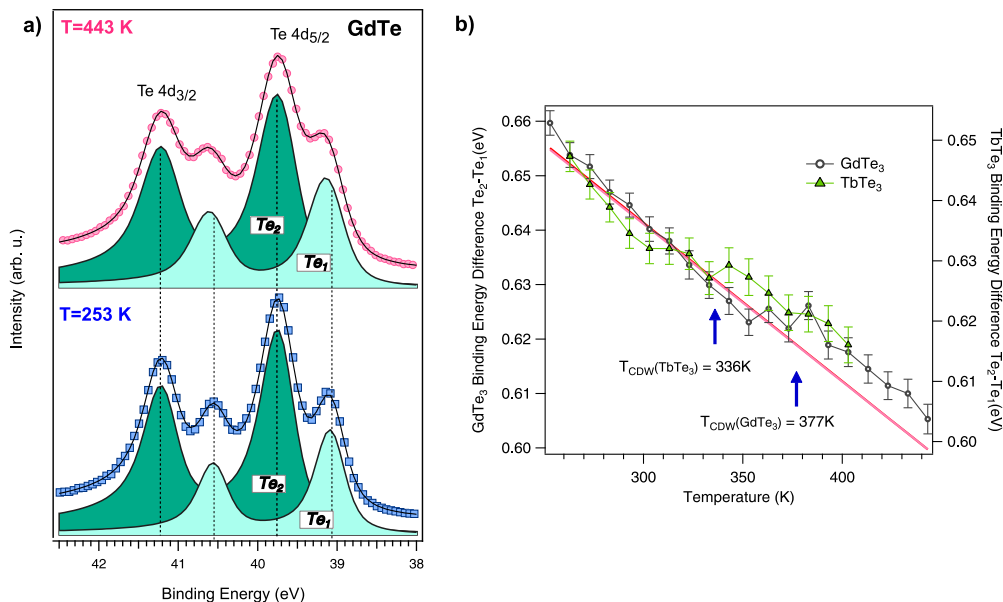 a)
T=443 K
Te 4d5/2
GdTe
Te 4d3/2
Te2
Te1
T=253 K
Te2
Te1
Intensity (arb. u.)
42 41 40 39 38
Binding Energy (eV)
b)
0.66
0.65
0.64
0.63
0.62
0.61
0.60
GdTe3 Binding Energy Difference Te2-Te1(eV)
GdTe3
TbTe3
TCDW(TbTe3) = 336K
TCDW(GdTe3) = 377K
300 350 400
Temperature (K)
0.65
0.64
0.63
0.62
0.61
0.60
TbTe3 Binding Energy Difference Te2-Te1(eV)